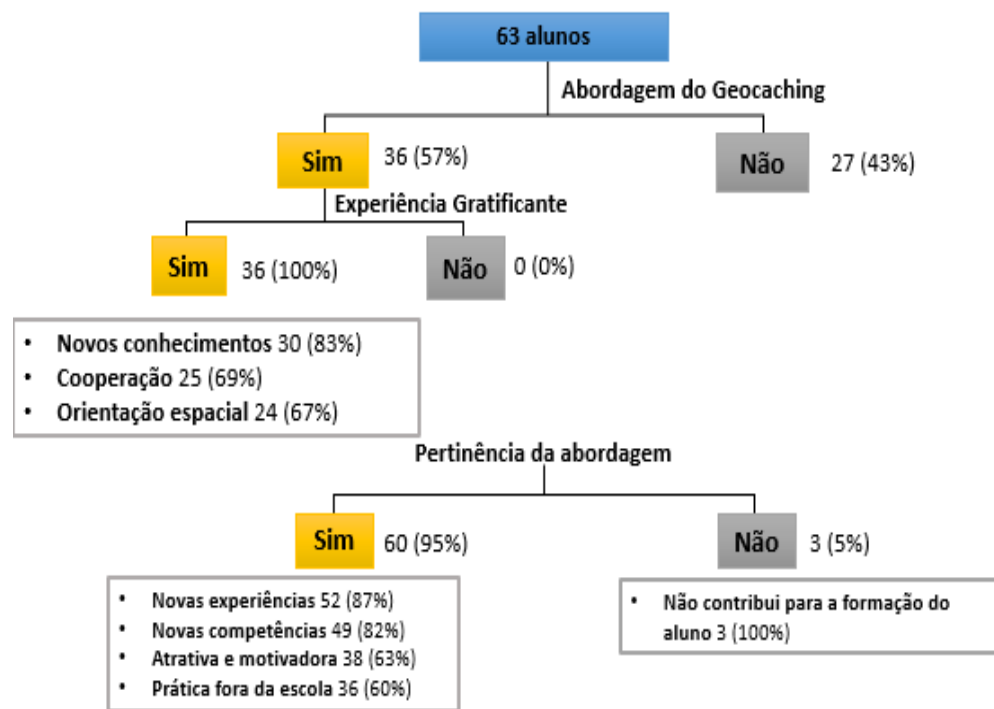 63 alunos
Abordagem do Geocaching
Sim
36 (57%)
Não
27 (43%)
Experiência Gratificante
Sim
36 (100%)
Não
0 (0%)
• Novos conhecimentos 30 (83%)
• Cooperação 25 (69%)
• Orientação espacial 24 (67%)
Pertinência da abordagem
Sim
60 (95%)
Não
3 (5%)
• Novas experiências 52 (87%)
• Novas competências 49 (82%)
• Atrativa e motivadora 38 (63%)
• Prática fora da escola 36 (60%)
• Não contribui para a formação do
aluno 3 (100%)